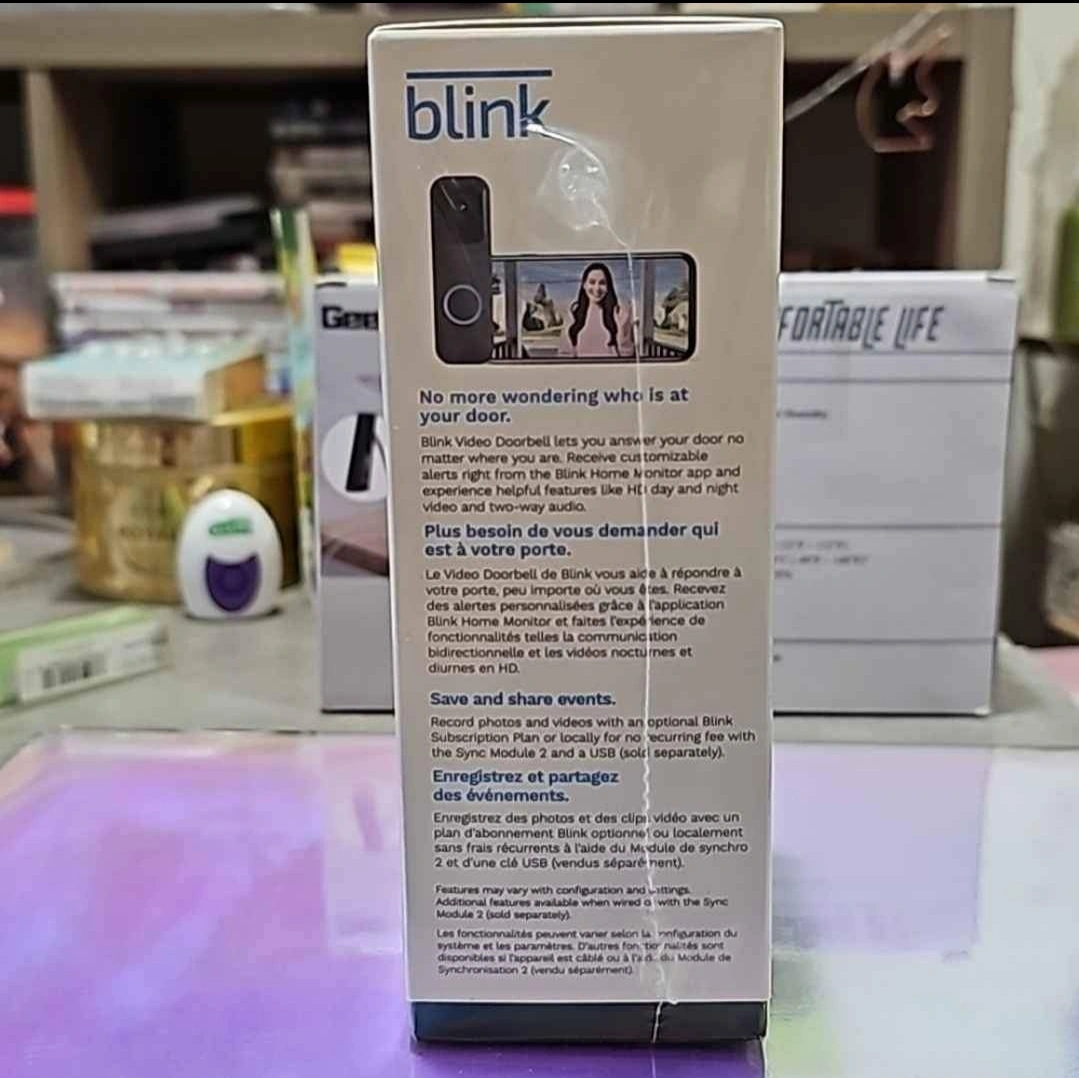 blink
No more wondering who is at
your door.
Blink Video Doorbell lets you answer your door no
matter where you are. Receive customizable
alerts right from the Blink Home Monitor app and
experience helpful features like HD day and night
video and two-way audio.
Plus besoin de vous demander qui
est à votre porte.
Le Video Doorbell de Blink vous aide à répondre à
votre porte, peu importe où vous êtes. Recevez
des alertes personnalisées grâce à l'application
Blink Home Monitor et faites l'expérience de
fonctionnalités telles la communication
bidirectionnelle et les vidéos nocturnes et
diurnes en HD.
Save and share events.
Record photos and videos with an optional Blink
Subscription Plan or locally for no recurring fee with
the Sync Module 2 and a USB (sold separately).
Enregistrez et partagez
des événements.
Enregistrez des photos et des clips vidéo avec un
plan d'abonnement Blink optionnel ou localement
sans frais récurrents à l'aide du Module de synchro
2 et d'une clé USB (vendus séparément).
Features may vary with configuration and settings.
Additional features available when wired or with the Sync
Module 2 (sold separately).
Les fonctionnalités peuvent varier selon la configuration du
système et les paramètres. D'autres fonctionnalités sont
disponibles si l'appareil est câblé ou à l'aide du Module de
Synchronisation 2 (vendu séparément).
Gee
FORTABLE LIFE